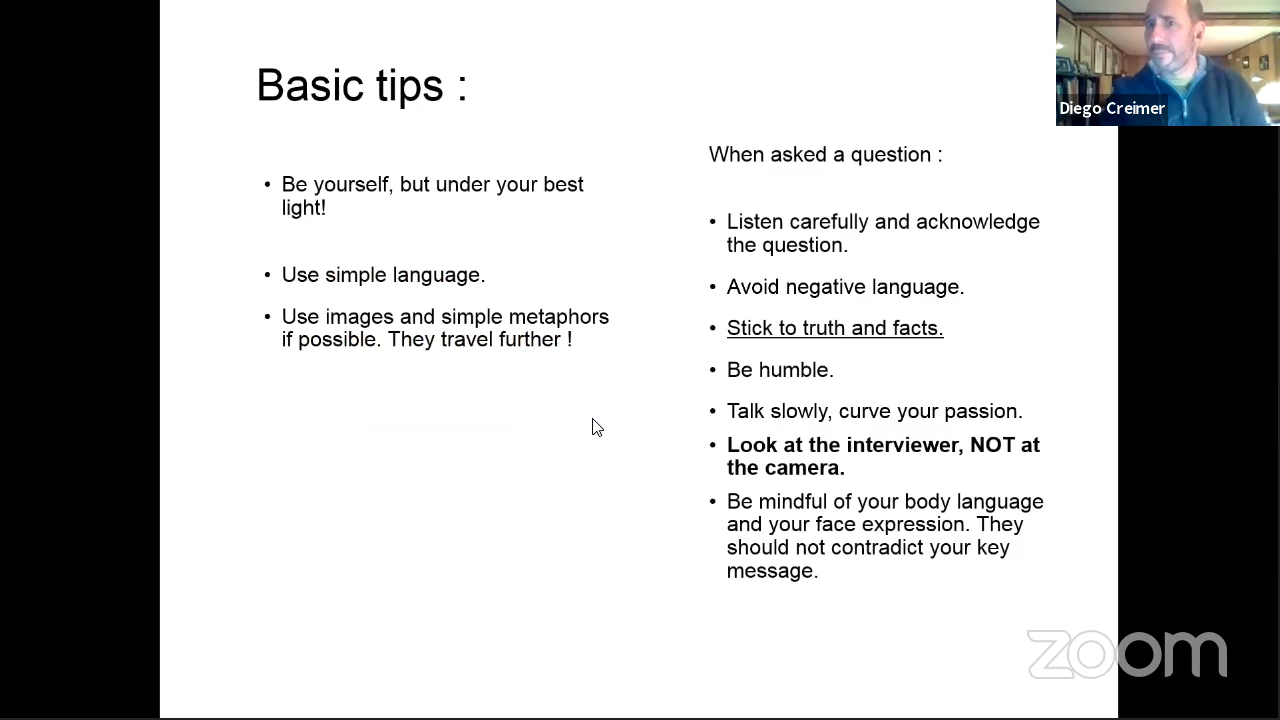 Basic tips :
• Be yourself, but under your best
light!
• Use simple language.
• Use images and simple metaphors
if possible. They travel further !
When asked a question :
• Listen carefully and acknowledge
the question.
• Avoid negative language.
• Stick to truth and facts.
• Be humble.
• Talk slowly, curve your passion.
• Look at the interviewer, NOT at
the camera.
• Be mindful of your body language
and your face expression. They
should not contradict your key
message.
Diego Creimer
zoom